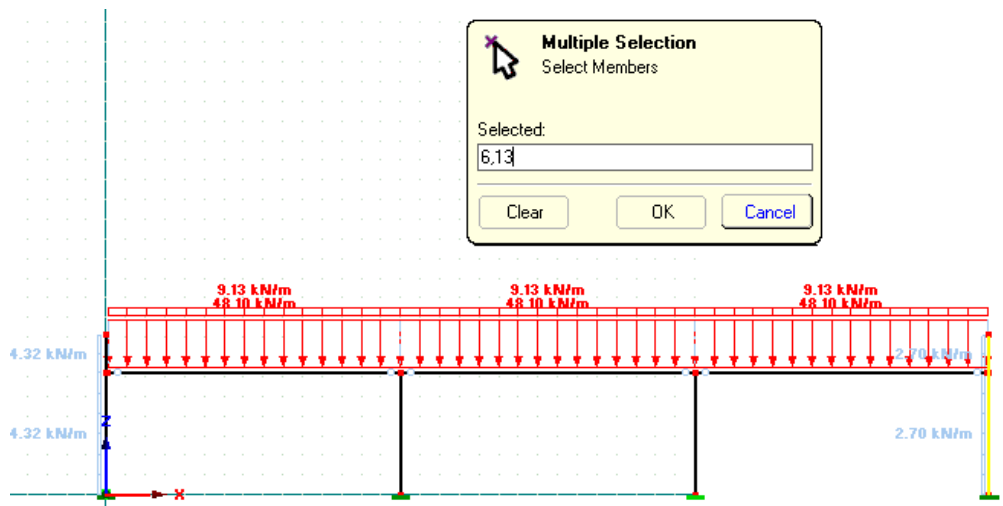 Multiple Selection
Select Members
Selected:
6,13
Clear OK Cancel
9.13 kN/m 9.13 kN/m 9.13 kN/m
48.10 kN/m 48.10 kN/m 48.10 kN/m
4.32 kN/m 2.70 kN/m
Z
4.32 kN/m 2.70 kN/m
X